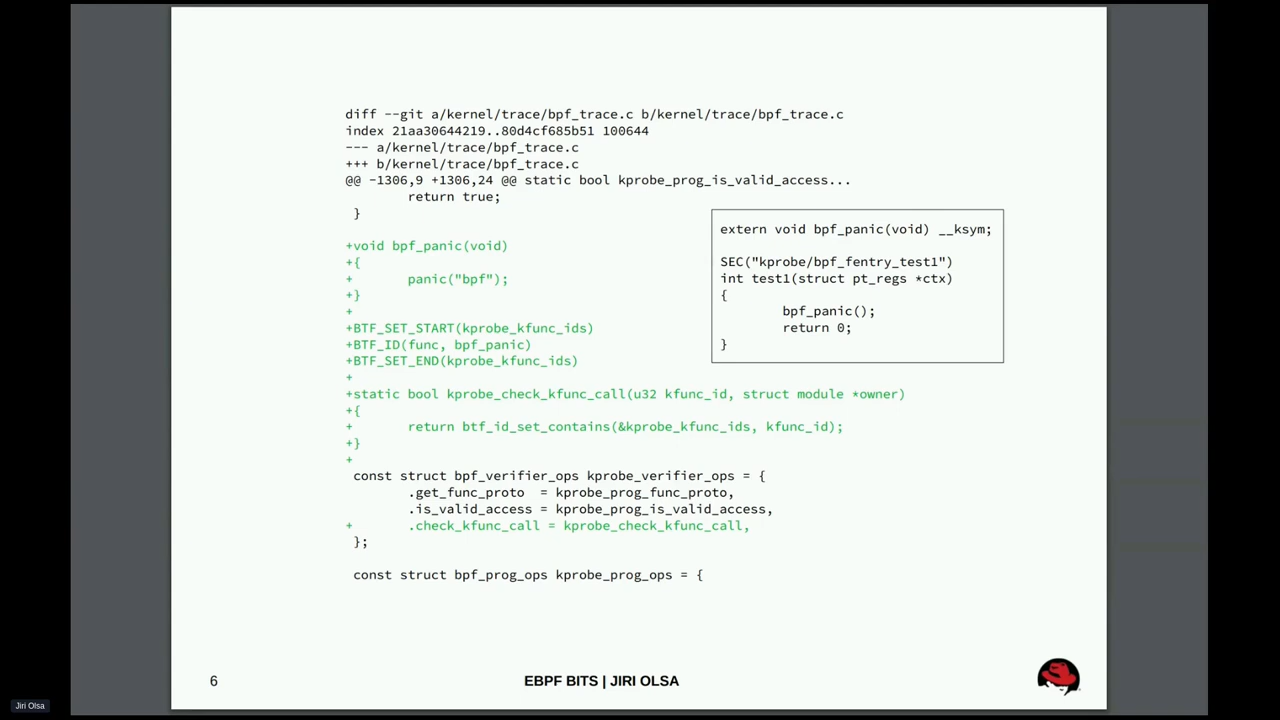 diff --git a/kernel/trace/bpf_trace.c b/kernel/trace/bpf_trace.c
index 21aa30644219..80d4cf685b51 100644
--- a/kernel/trace/bpf_trace.c
+++ b/kernel/trace/bpf_trace.c
@@ -1306,9 +1306,24 @@ static bool kprobe_prog_is_valid_access...
        return true;
 }
+void bpf_panic(void)
+{
+       panic("bpf");
+}
+
+BTF_SET_START(kprobe_kfunc_ids)
+BTF_ID(func, bpf_panic)
+BTF_SET_END(kprobe_kfunc_ids)
+
+static bool kprobe_check_kfunc_call(u32 kfunc_id, struct module *owner)
+{
+       return btf_id_set_contains(&kprobe_kfunc_ids, kfunc_id);
+}
+
 const struct bpf_verifier_ops kprobe_verifier_ops = {
        .get_func_proto  = kprobe_prog_func_proto,
        .is_valid_access = kprobe_prog_is_valid_access,
+       .check_kfunc_call = kprobe_check_kfunc_call,
 };
 const struct bpf_prog_ops kprobe_prog_ops = {
extern void bpf_panic(void) __ksym;
SEC("kprobe/bpf_fentry_test1")
int test1(struct pt_regs *ctx)
{
        bpf_panic();
        return 0;
}
6
EBPF BITS | JIRI OLSA
Jiri Olsa